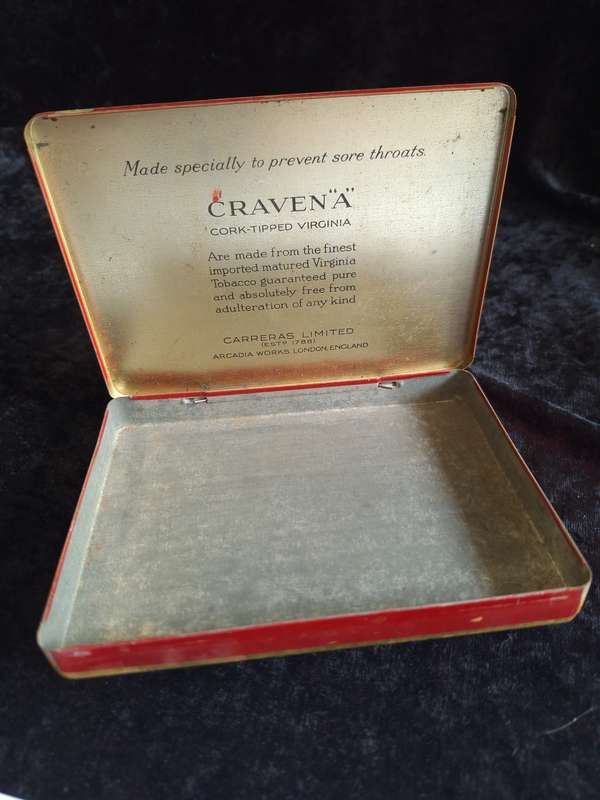 Made specially to prevent sore throats.
CRAVEN "A"
CORK-TIPPED VIRGINIA
Are made from the finest
imported matured Virginia
Tobacco guaranteed pure
and absolutely free from
adulteration of any kind
CARRERAS LIMITED
(ESTD. 1788)
ARCADIA WORKS, LONDON, ENGLAND